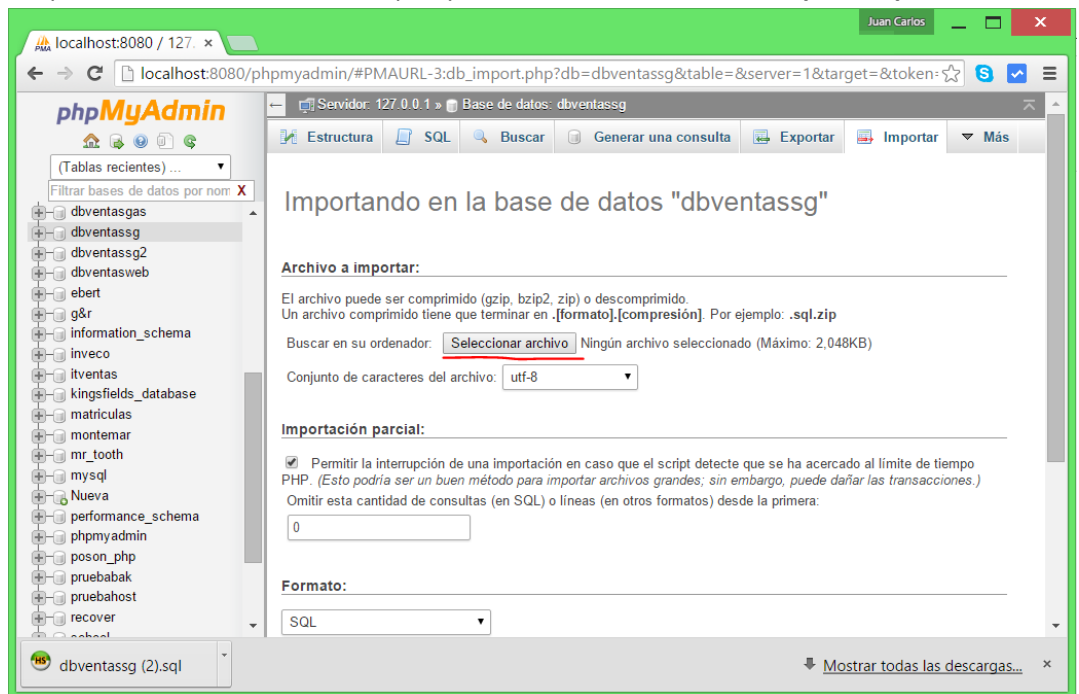 Juan Carlos
localhost:8080 / 127.
localhost:8080/phpmyadmin/#PMAURL-3:db_import.php?db=dbventassg&table=&server=1&target=&token=
phpMyAdmin
(Tablas recientes) ...
Filtrar bases de datos por nom X
dbventasgas
dbventassg
dbventassg2
dbventasweb
ebert
g&r
information_schema
inveco
itventas
kingsfields_database
matriculas
montemar
mr_tooth
mysql
Nueva
performance_schema
phpmyadmin
poson_php
pruebabak
pruebahost
recover
Servidor: 127.0.0.1 » Base de datos: dbventassg
Estructura SQL Buscar Generar una consulta Exportar Importar Más
Importando en la base de datos "dbventassg"
Archivo a importar:
El archivo puede ser comprimido (gzip, bzip2, zip) o descomprimido.
Un archivo comprimido tiene que terminar en .[formato].[compresión]. Por ejemplo: .sql.zip
Buscar en su ordenador: Seleccionar archivo Ningún archivo seleccionado (Máximo: 2,048KB)
Conjunto de caracteres del archivo: utf-8
Importación parcial:
Permitir la interrupción de una importación en caso que el script detecte que se ha acercado al límite de tiempo
PHP. (Esto podría ser un buen método para importar archivos grandes; sin embargo, puede dañar las transacciones.)
Omitir esta cantidad de consultas (en SQL) o líneas (en otros formatos) desde la primera:
0
Formato:
SQL
dbventassg (2).sql
Mostrar todas las descargas...